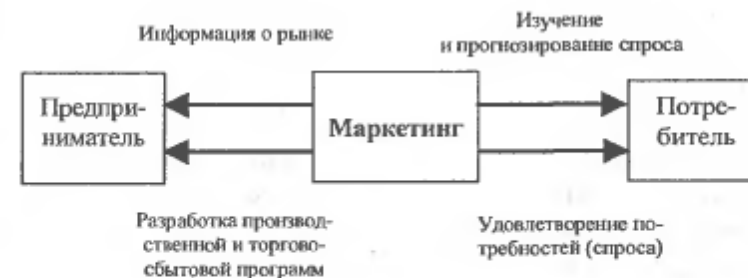 Информация о рынке
Изучение
и прогнозирование спроса
Предпри-
ниматель
Маркетинг
Потре-
битель
Разработка производ-
ственной и торгово-
сбытовой программ
Удовлетворение по-
требностей (спроса)